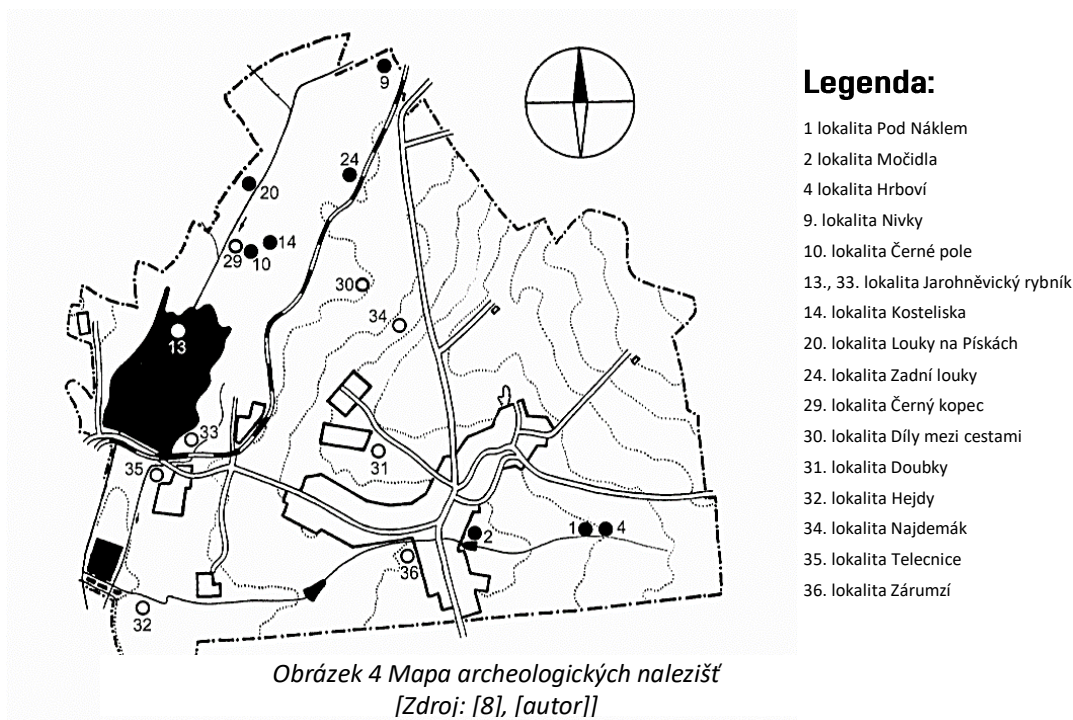 9
24
20
14
29
10
30
34
13
33
31
35
2
1
4
36
32
Legenda:
1 lokalita Pod Náklem
2 lokalita Močidla
4 lokalita Hrboví
9. lokalita Nivky
10. lokalita Černé pole
13., 33. lokalita Jarohněvický rybník
14. lokalita Kosteliska
20. lokalita Louky na Pískách
24. lokalita Zadní louky
29. lokalita Černý kopec
30. lokalita Díly mezi cestami
31. lokalita Doubky
32. lokalita Hejdy
34. lokalita Najdemák
35. lokalita Telecnice
36. lokalita Zárumzí
Obrázek 4 Mapa archeologických nalezišť
[Zdroj: [8], [autor]]